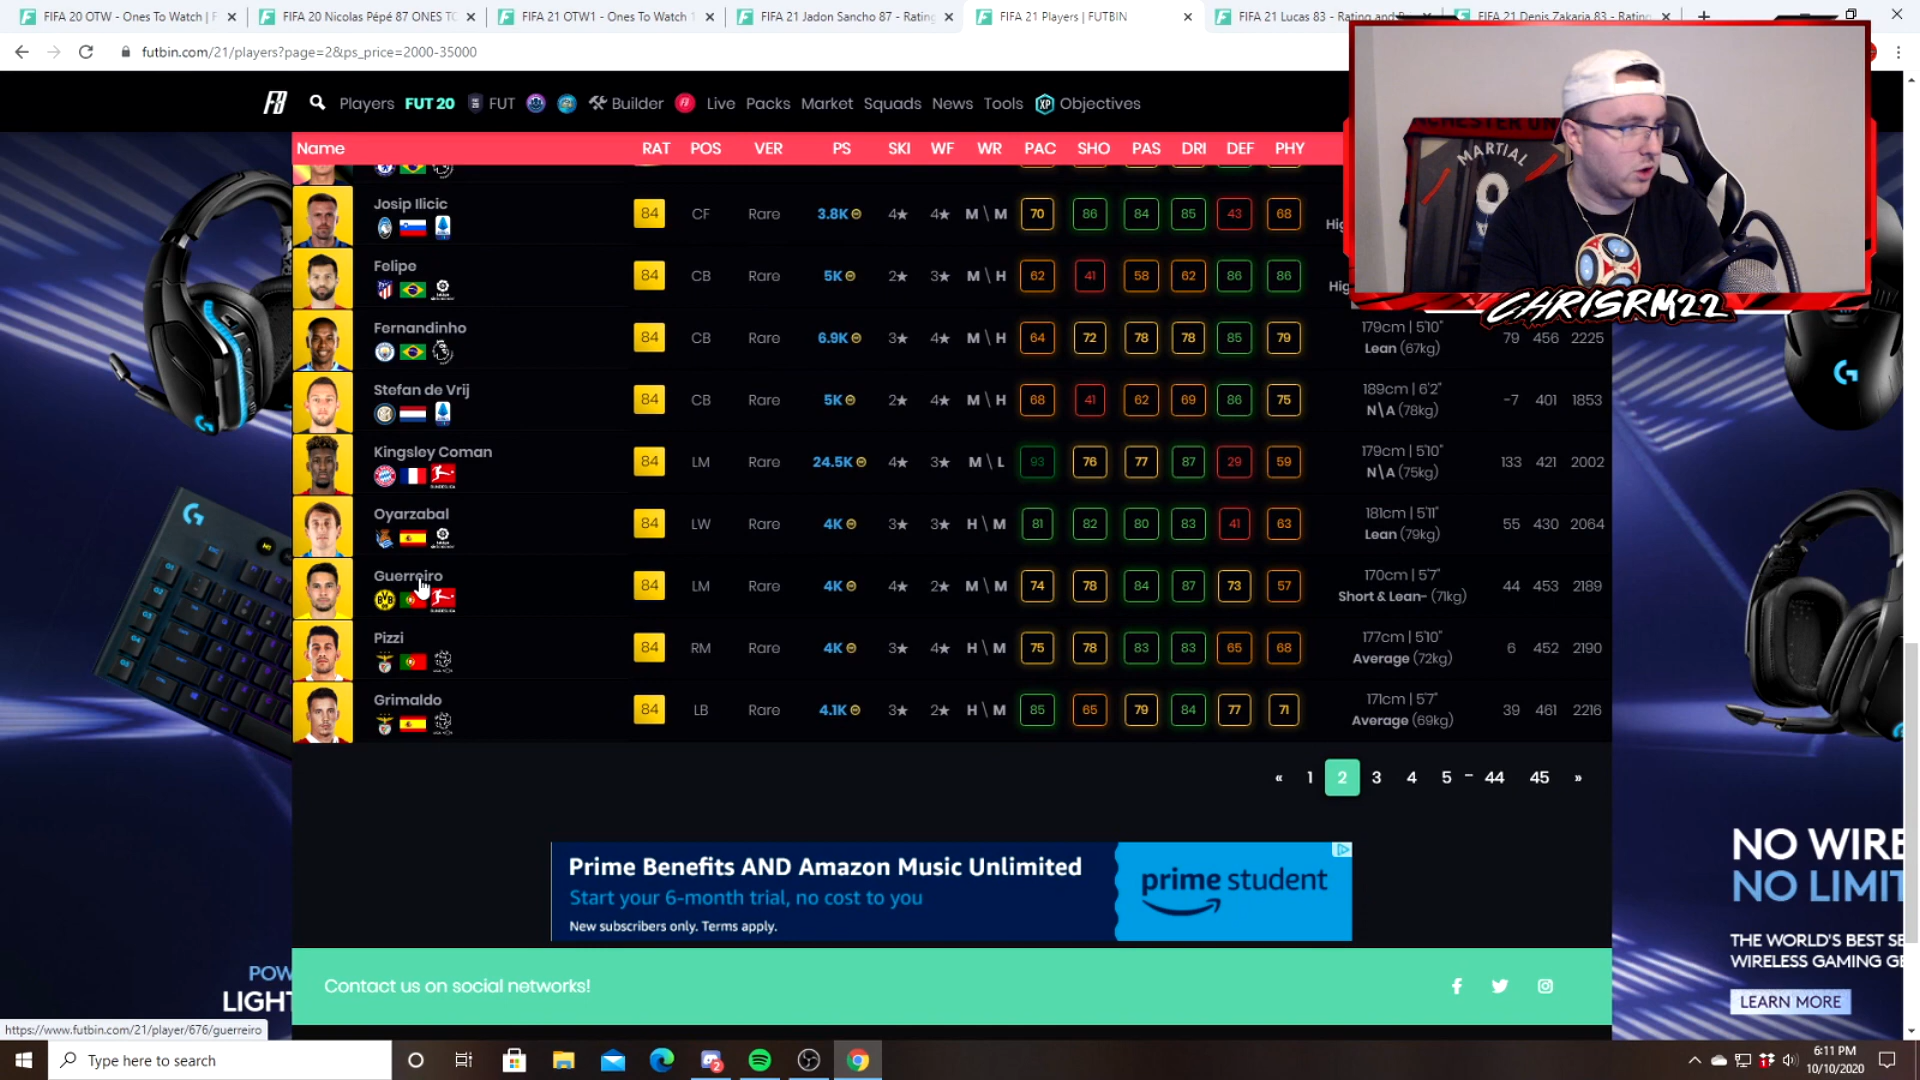 FIFA 20 OTW - Ones To Watch | F
FIFA 20 Nicolas Pépé 87 ONES TO
FIFA 21 OTW1 - Ones To Watch 1
FIFA 21 Jadon Sancho 87 - Rating
FIFA 21 Players | FUTBIN
FIFA 21 Lucas 83 - Rating and
FIFA 21 Denis Zakaria 83 - Rating
futbin.com/21/players?page=2&ps_price=2000-35000
Players FUT 20 FUT Builder Live Packs Market Squads News Tools XP Objectives
Name RAT POS VER PS SKI WF WR PAC SHO PAS DRI DEF PHY
Josip Ilicic 84 CF Rare 3.8K 4★ 4★ M \ M 70 86 84 85 43 68
Felipe 84 CB Rare 5K 2★ 3★ M \ H 62 41 58 62 86 86
Fernandinho 84 CB Rare 6.9K 3★ 4★ M \ H 64 72 78 78 85 79 179cm | 5'10" 79 456 2225
Lean (67kg)
Stefan de Vrij 84 CB Rare 5K 2★ 4★ M \ H 68 41 62 69 86 75 189cm | 6'2" -7 401 1853
N\A (78kg)
Kingsley Coman 84 LM Rare 24.5K 4★ 3★ M \ L 93 76 77 87 29 59 179cm | 5'10" 133 421 2002
N\A (75kg)
Oyarzabal 84 LW Rare 4K 3★ 3★ H \ M 81 82 80 83 41 63 181cm | 5'11" 55 430 2064
Lean (79kg)
Guerreiro 84 LM Rare 4K 4★ 2★ M \ M 74 78 84 87 73 57 170cm | 5'7" 44 453 2189
Short & Lean- (71kg)
Pizzi 84 RM Rare 4K 3★ 4★ H \ M 75 78 83 83 65 68 177cm | 5'10" 6 452 2190
Average (72kg)
Grimaldo 84 LB Rare 4.1K 3★ 2★ H \ M 85 65 79 84 77 71 171cm | 5'7" 39 461 2216
Average (69kg)
« 1 2 3 4 5 - 44 45 »
MARTIAL
CHRISRM22
Prime Benefits AND Amazon Music Unlimited
Start your 6-month trial, no cost to you
New subscribers only. Terms apply.
prime student
Contact us on social networks!
POW
LIGHT
NO WIRE
NO LIMIT
THE WORLD'S BEST SE
WIRELESS GAMING GE
LEARN MORE
https://www.futbin.com/21/player/676/guerreiro
Type here to search
6:11 PM
10/10/2020